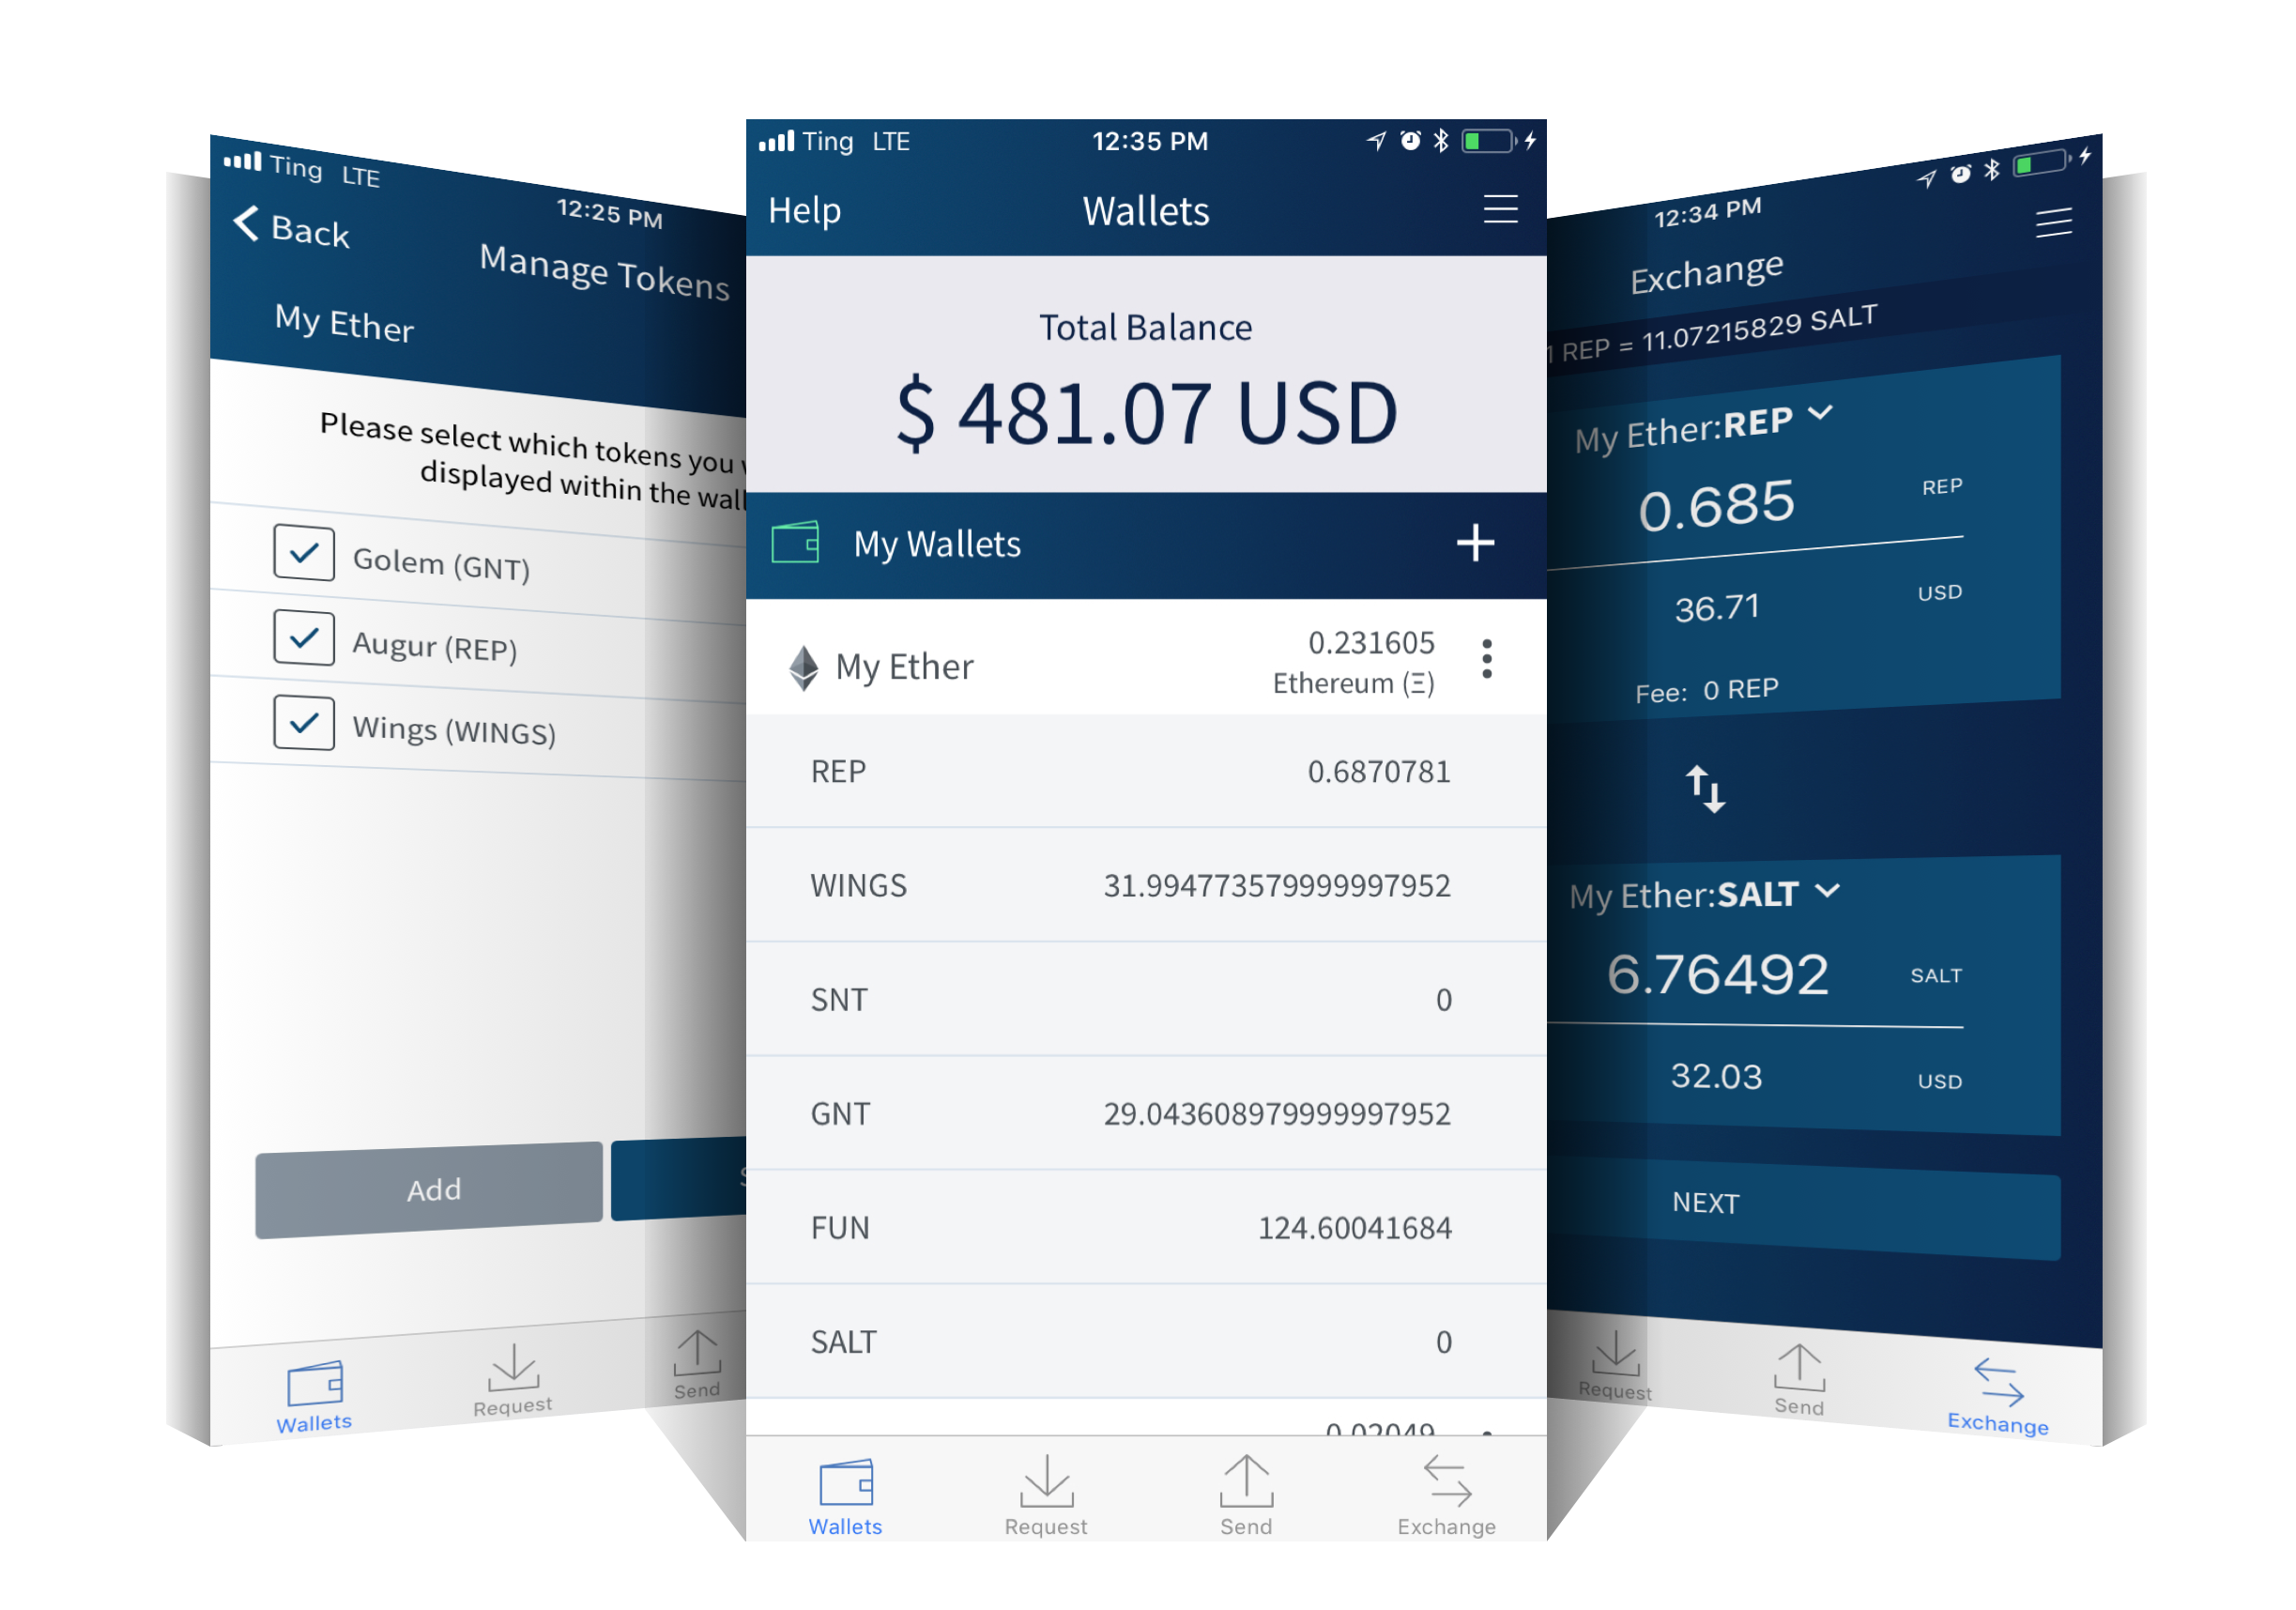 Ting LTE
12:25 PM
Back
Manage Tokens
My Ether
Please select which tokens you
displayed within the
Golem (GNT)
Augur (REP)
Wings (WINGS)
Add
Wallets
Request
Send
Ting LTE
12:35 PM
Help
Wallets
Total Balance
$ 481.07 USD
My Wallets
My Ether
0.231605
Ethereum (Ξ)
REP 0.6870781
WINGS 31.994773579999997952
SNT 0
GNT 29.043608979999997952
FUN 124.60041684
SALT 0
0.02049
Wallets
Request
Send
Exchange
12:34 PM
Exchange
1 REP = 11.07215829 SALT
My Ether:REP
0.685 REP
36.71 USD
Fee: 0 REP
My Ether:SALT
6.76492 SALT
32.03 USD
NEXT
Request
Send
Exchange